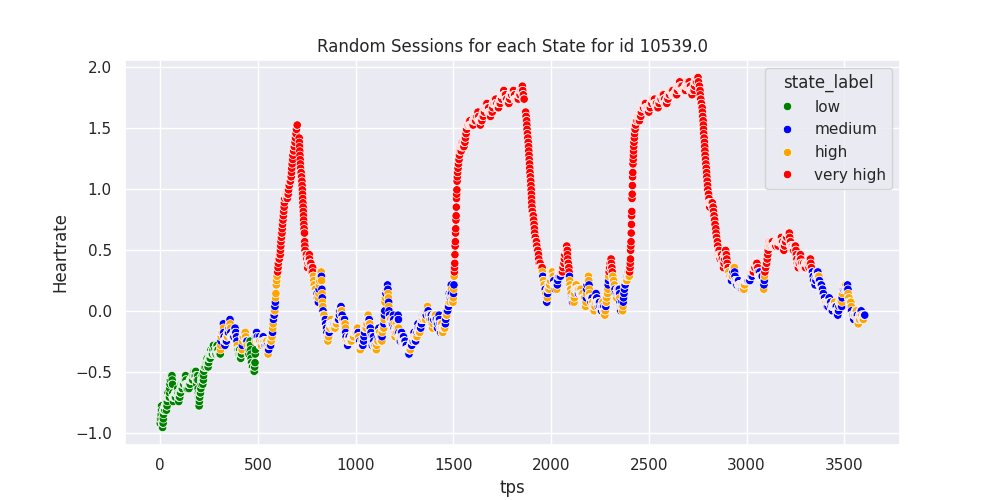 Random Sessions for each State for id 10539.0
2.0
1.5
1.0
0.5
0.0
−0.5
−1.0
Heartrate
state_label
low
medium
high
very high
0 500 1000 1500 2000 2500 3000 3500
tps